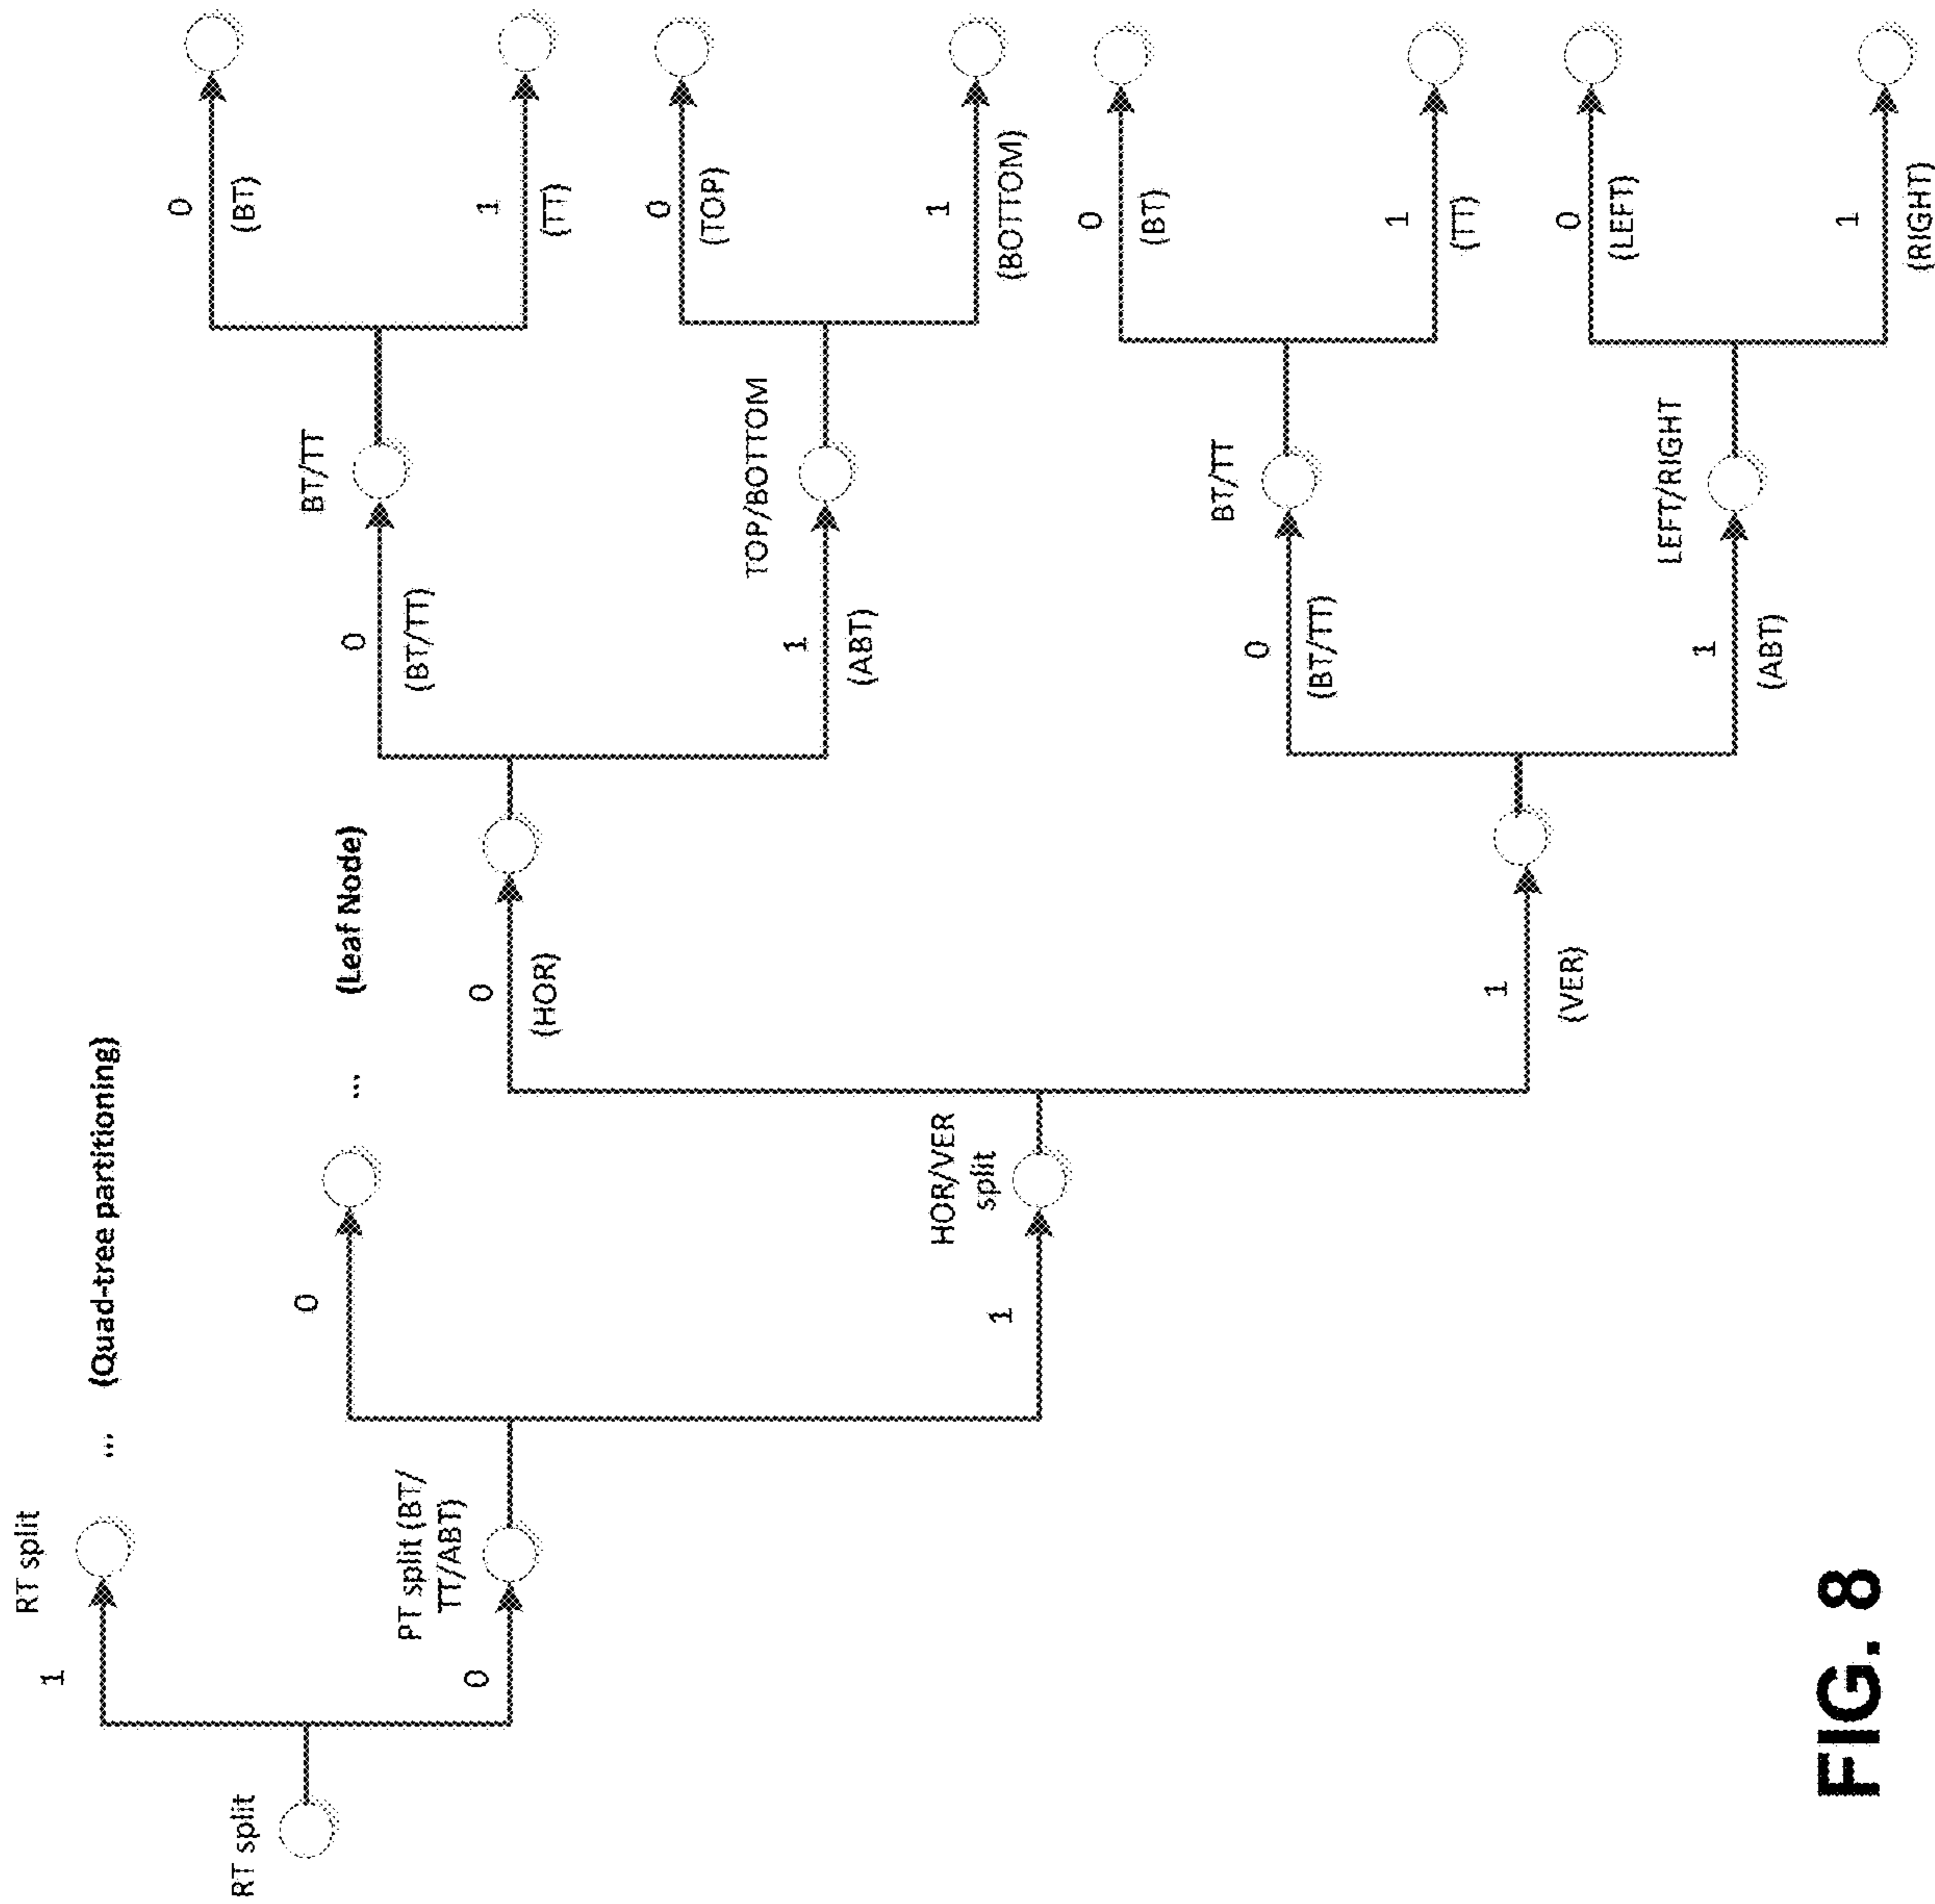 RT split
1
RT split
...
(Quad-tree partitioning)
0
PT split (BT/
TT/ABT)
0
...
(Leaf Node)
1
HOR/VER
split
0
(HOR)
1
(VER)
0
(BT/TT)
BT/TT
1
(ABT)
TOP/BOTTOM
0
(BT/TT)
BT/TT
1
(ABT)
LEFT/RIGHT
0
(BT)
1
(TT)
0
(TOP)
1
(BOTTOM)
0
(BT)
1
(TT)
0
(LEFT)
1
(RIGHT)
FIG. 8